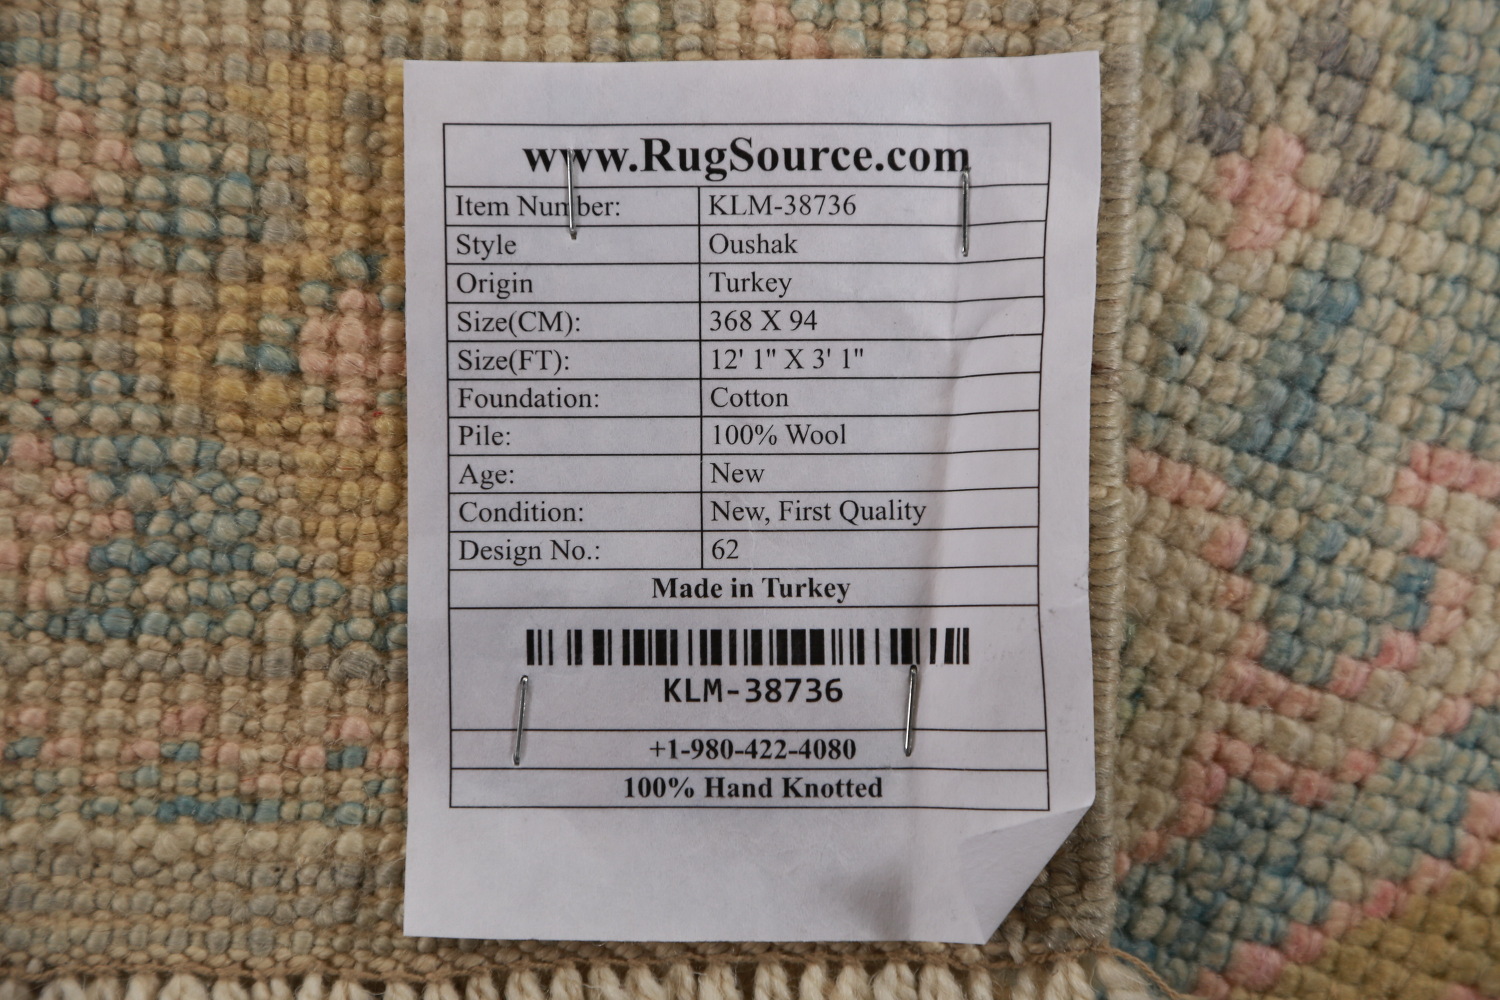 www.RugSource.com
Item Number: KLM-38736
Style Oushak
Origin Turkey
Size(CM): 368 X 94
Size(FT): 12' 1" X 3' 1"
Foundation: Cotton
Pile: 100% Wool
Age: New
Condition: New, First Quality
Design No.: 62
Made in Turkey
KLM-38736
+1-980-422-4080
100% Hand Knotted